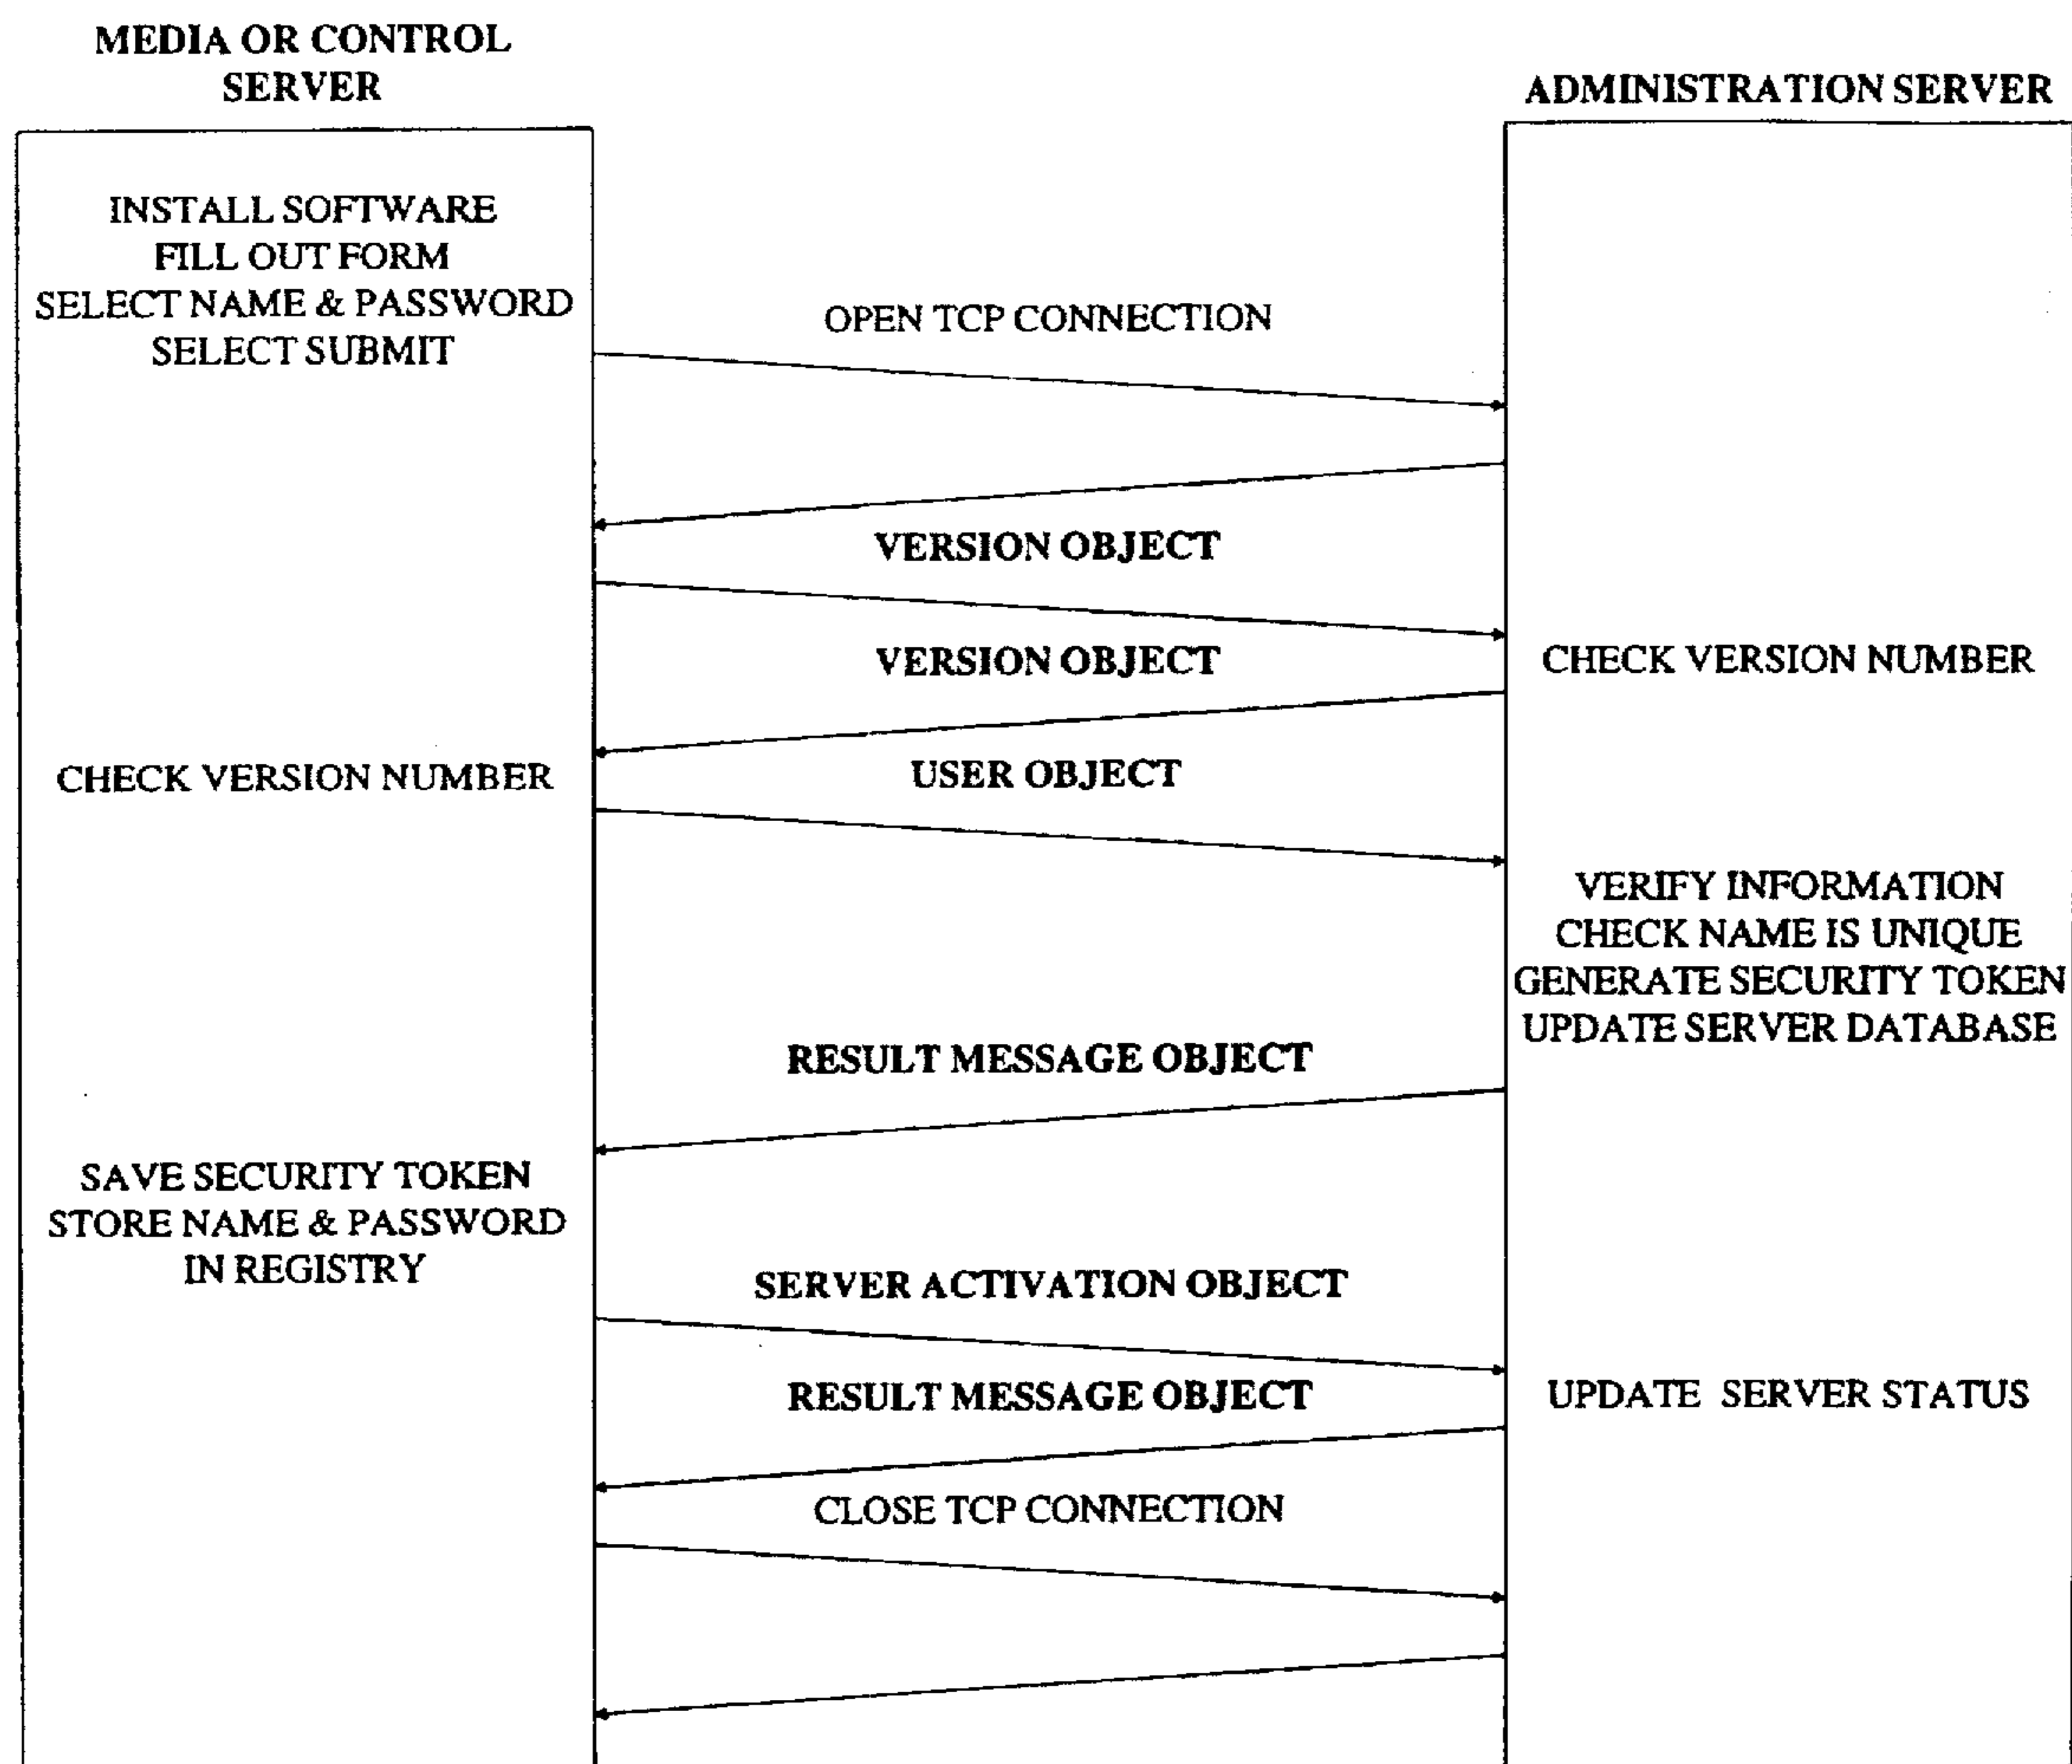 MEDIA OR CONTROL
SERVER
ADMINISTRATION SERVER
INSTALL SOFTWARE
FILL OUT FORM
SELECT NAME & PASSWORD
SELECT SUBMIT
OPEN TCP CONNECTION
VERSION OBJECT
VERSION OBJECT
CHECK VERSION NUMBER
CHECK VERSION NUMBER
USER OBJECT
VERIFY INFORMATION
CHECK NAME IS UNIQUE
GENERATE SECURITY TOKEN
UPDATE SERVER DATABASE
RESULT MESSAGE OBJECT
SAVE SECURITY TOKEN
STORE NAME & PASSWORD
IN REGISTRY
SERVER ACTIVATION OBJECT
RESULT MESSAGE OBJECT
UPDATE SERVER STATUS
CLOSE TCP CONNECTION